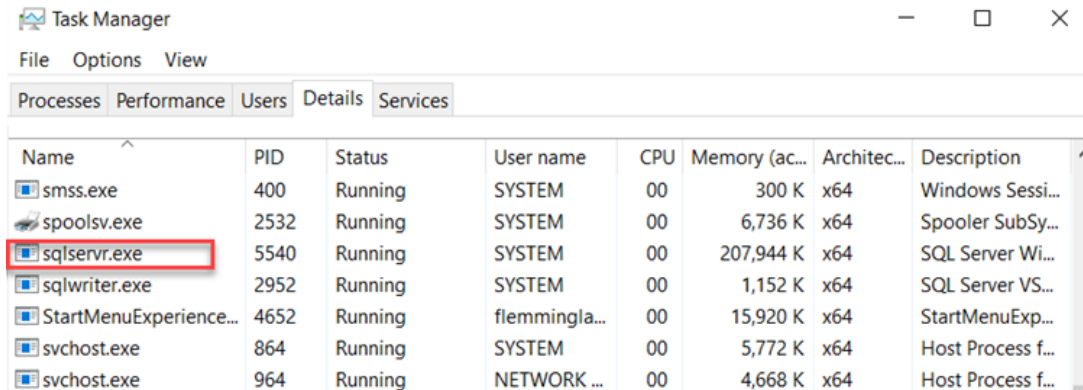 Task Manager
File Options View
Processes Performance Users Details Services
Name PID Status User name CPU Memory (ac... Architec... Description
smss.exe 400 Running SYSTEM 00 300 K x64 Windows Sessi...
spoolsv.exe 2532 Running SYSTEM 00 6,736 K x64 Spooler SubSy...
sqlservr.exe 5540 Running SYSTEM 00 207,944 K x64 SQL Server Wi...
sqlwriter.exe 2952 Running SYSTEM 00 1,152 K x64 SQL Server VS...
StartMenuExperience... 4652 Running flemmingla... 00 15,920 K x64 StartMenuExp...
svchost.exe 864 Running SYSTEM 00 5,772 K x64 Host Process f...
svchost.exe 964 Running NETWORK ... 00 4,668 K x64 Host Process f...